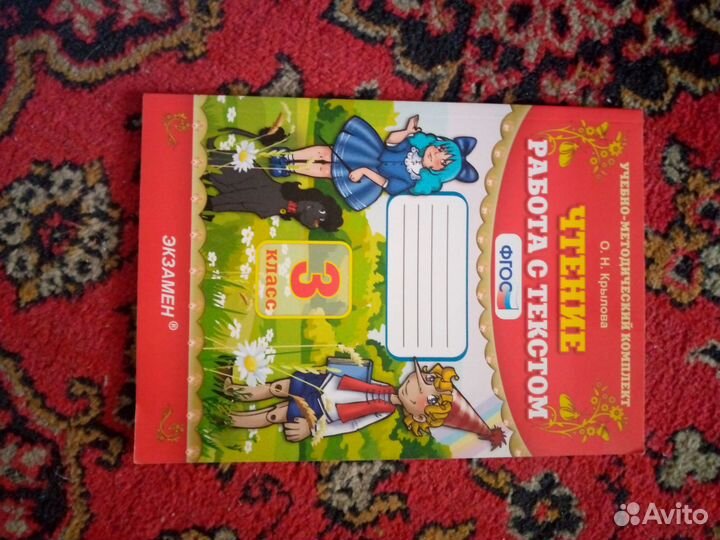 УЧЕБНО-МЕТОДИЧЕСКИЙ КОМПЛЕКТ
О. Н. Крылова
ЧТЕНИЕ
РАБОТА С ТЕКСТОМ
ФГОС
3
класс
ЭКЗАМЕН®
Avito